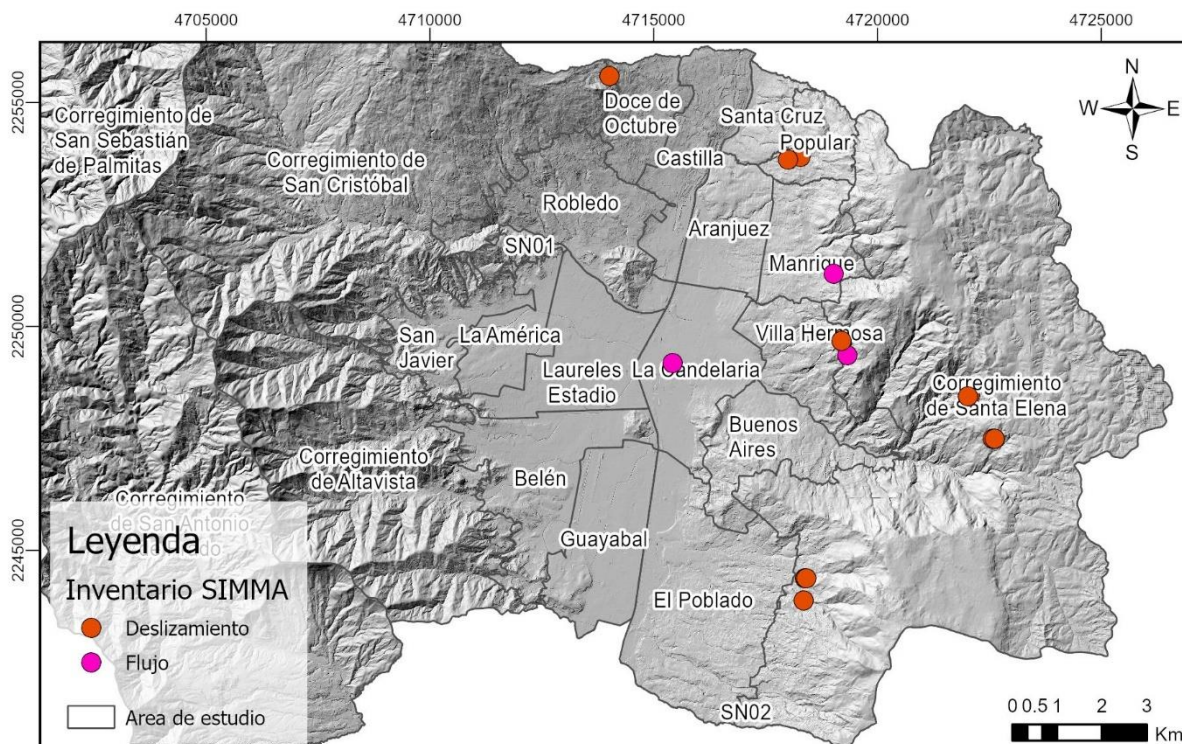 4705000 4710000 4715000 4720000 4725000
2255000
2250000
2245000
N
W E
S
Corregimiento de
San Sebastián
de Palmitas
Corregimiento de
San Cristóbal
Doce de
Octubre
Santa Cruz
Popular
Castilla
Robledo
Aranjuez
SN01
Manrique
San
Javier
La América
Villa Hermosa
Laureles
Estadio
La Candelaria
Corregimiento
de Santa Elena
Buenos
Aires
Corregimiento
de Altavista
Belén
Corregimiento
de San Antonio
Guayabal
El Poblado
SN02
Leyenda
Inventario SIMMA
Deslizamiento
Flujo
Area de estudio
0 0.5 1 2 3
Km